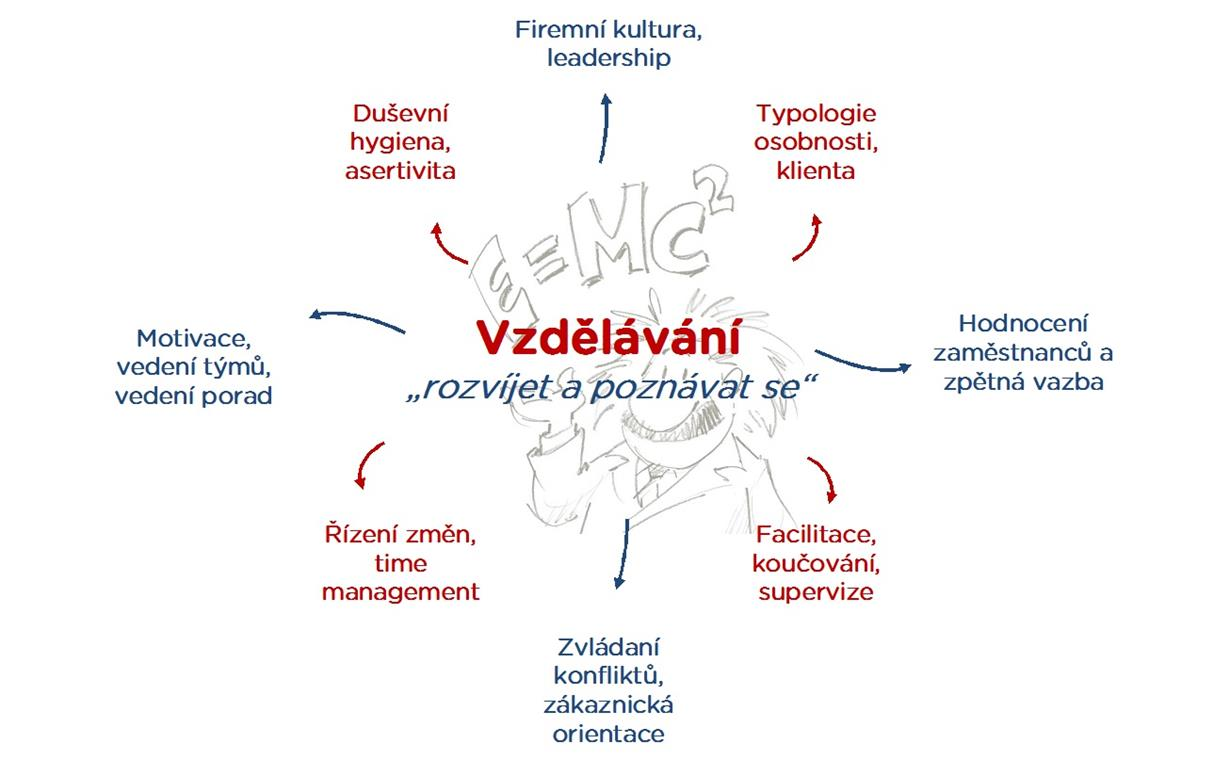 Firemní kultura,
leadership
Duševní
hygiena,
asertivita
Typologie
osobnosti,
klienta
E=Mc²
Vzdělávání
„rozvíjet a poznávat se“
Motivace,
vedení týmů,
vedení porad
Hodnocení
zaměstnanců a
zpětná vazba
Řízení změn,
time
management
Facilitace,
koučování,
supervize
Zvládaní
konfliktů,
zákaznická
orientace